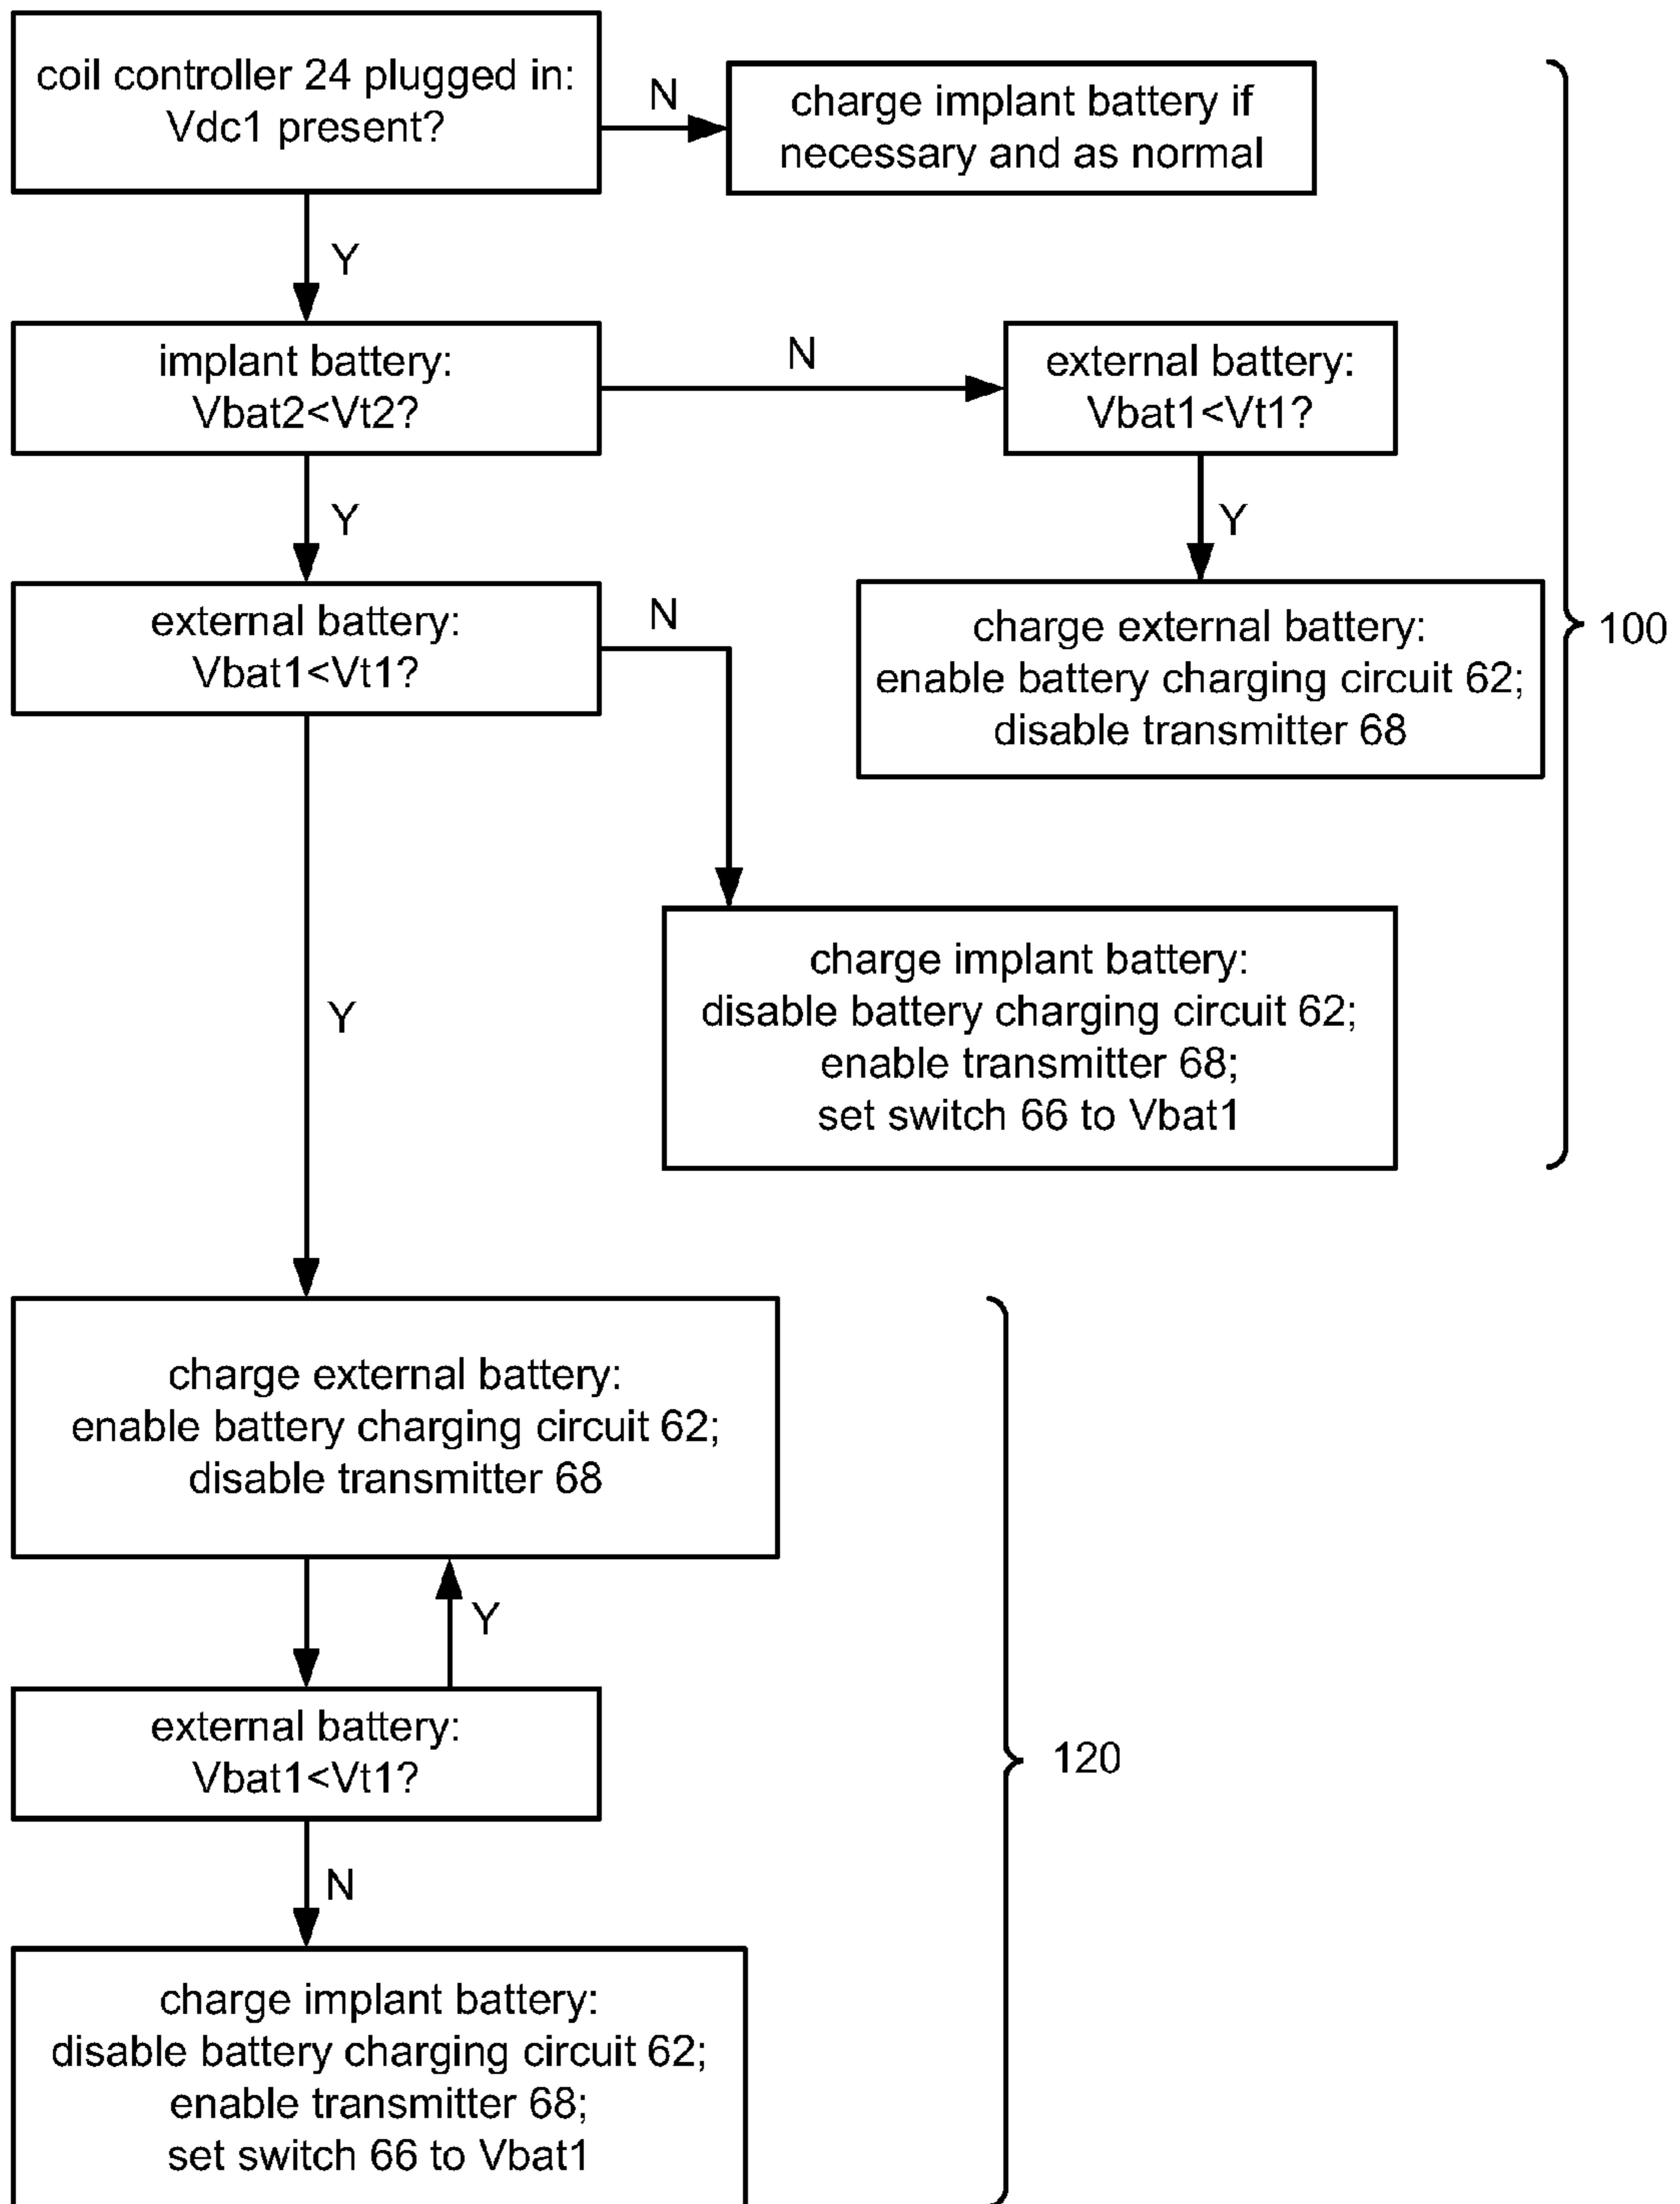 coil controller 24 plugged in:
Vdc1 present?
N
charge implant battery if
necessary and as normal
Y
implant battery:
Vbat2<Vt2?
N
external battery:
Vbat1<Vt1?
Y
Y
external battery:
Vbat1<Vt1?
N
charge external battery:
enable battery charging circuit 62;
disable transmitter 68
100
charge implant battery:
disable battery charging circuit 62;
enable transmitter 68;
set switch 66 to Vbat1
Y
charge external battery:
enable battery charging circuit 62;
disable transmitter 68
Y
external battery:
Vbat1<Vt1?
120
N
charge implant battery:
disable battery charging circuit 62;
enable transmitter 68;
set switch 66 to Vbat1